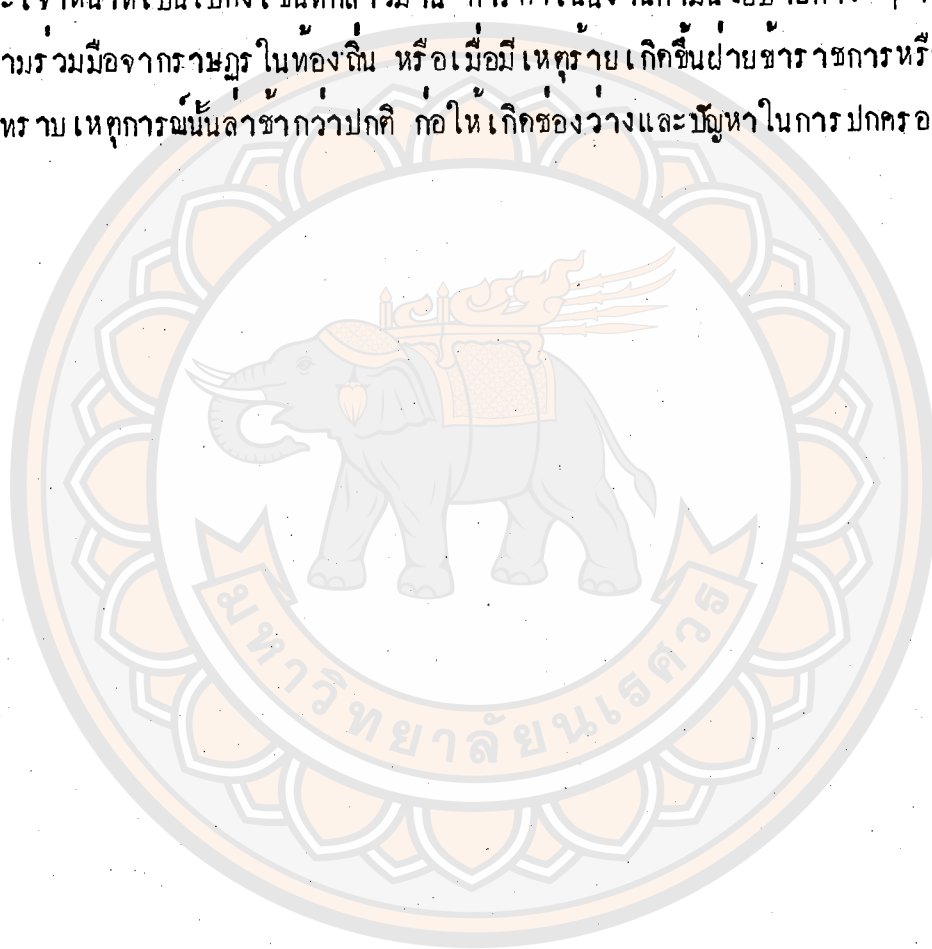 ามร่วมมือจากราษฎรในท้องถิ่น หรือเมื่อมีเหตุร้ายเกิดขึ้นฝ่ายข้าราชการหรื
ทราบเหตุการณ์นั้นล่าช้ากว่าปกติ ก่อให้เกิดช่องว่างและปัญหาในการปกครอ
มหาวิทยาลัยนเรศวร